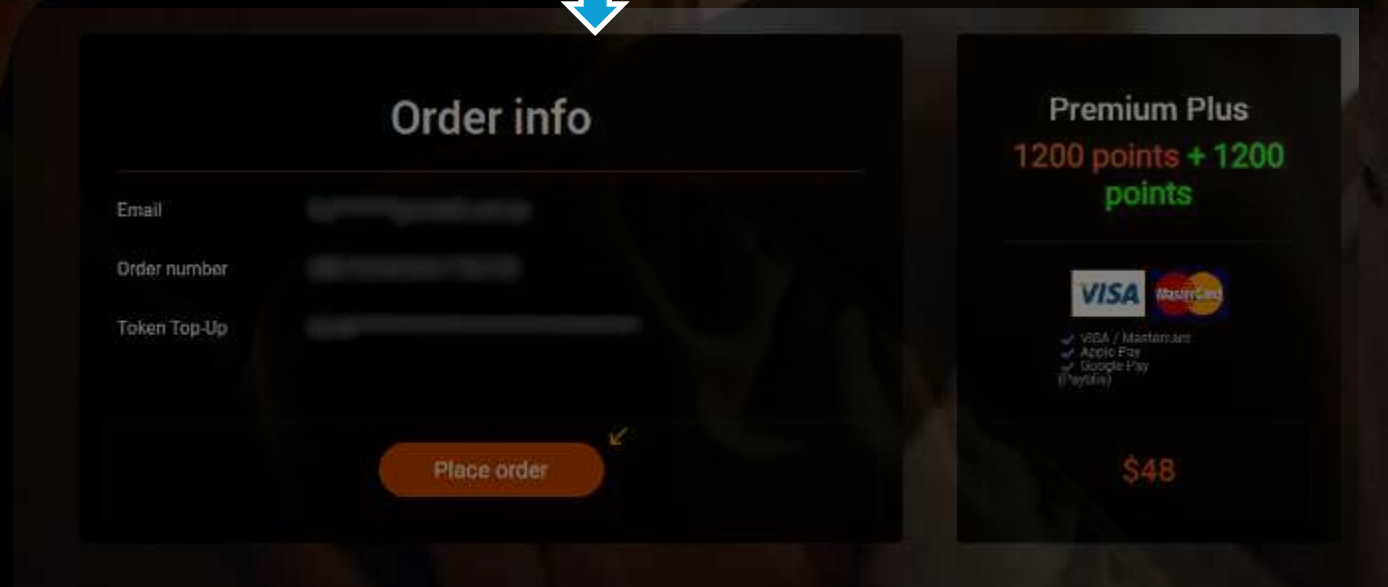 Order info
Email
Order number
Token Top-Up
Place order
Premium Plus
1200 points + 1200
points
VISA MasterCard
VISA / Mastercard
Apple Pay
Google Pay
$48